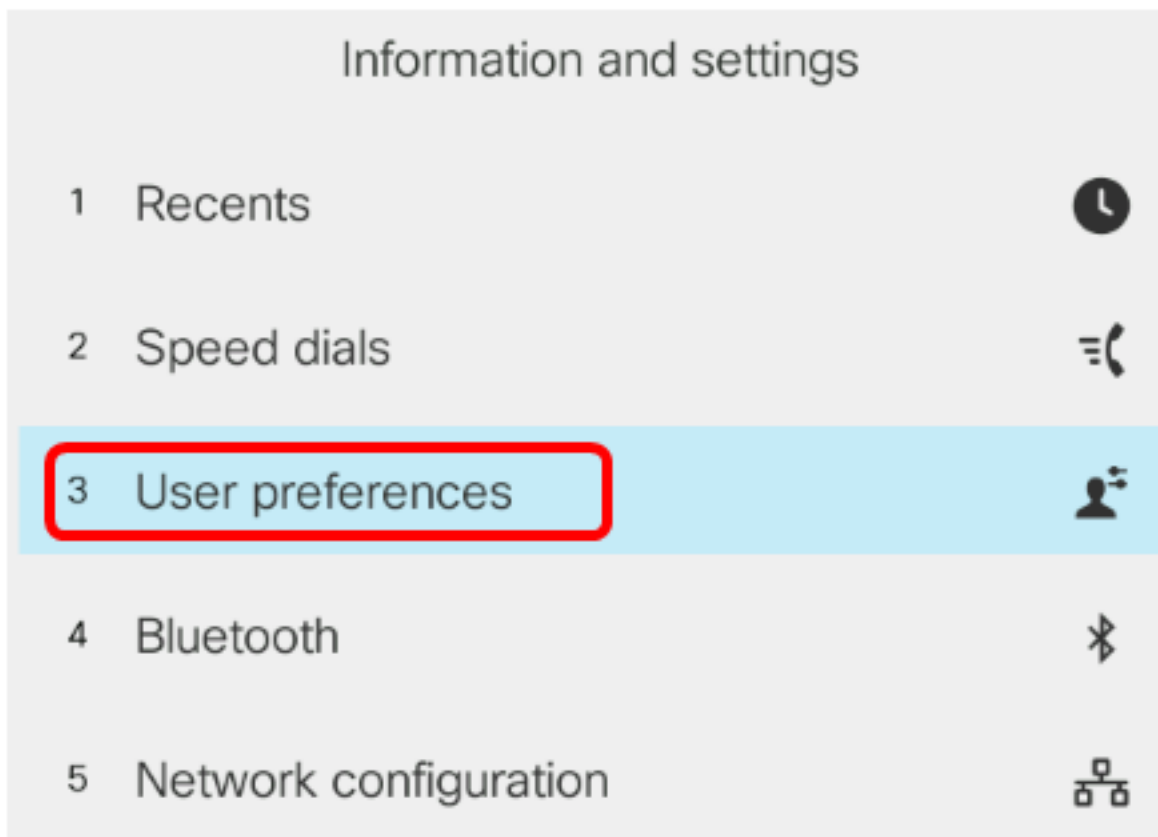 Information and settings
1 Recents
2 Speed dials
3 User preferences
4 Bluetooth
5 Network configuration